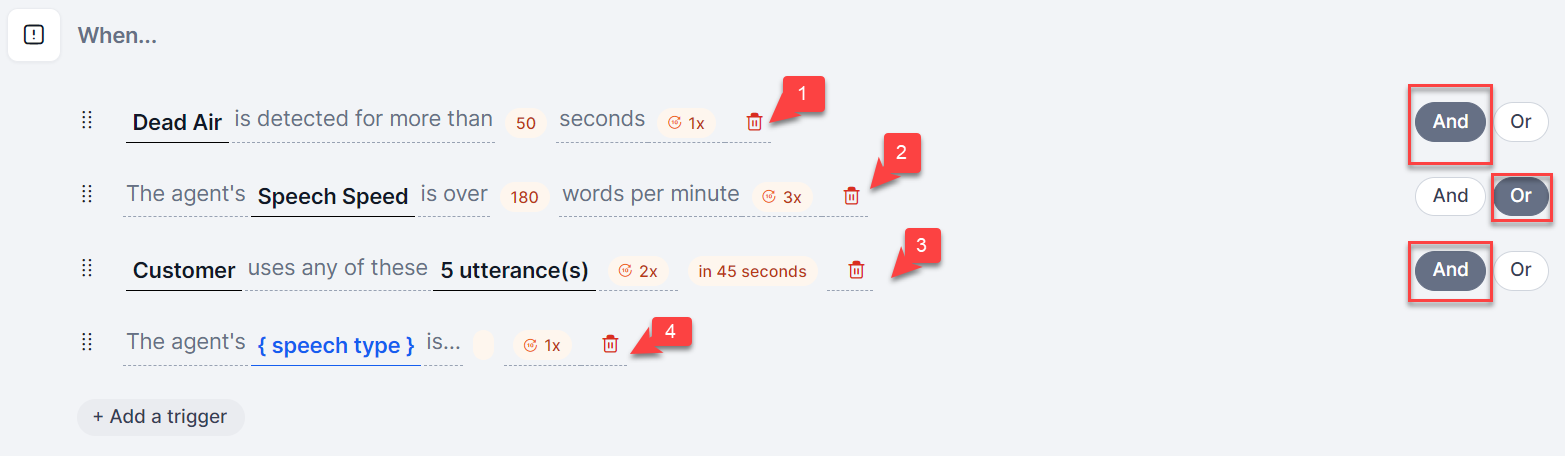 When...
1
Dead Air is detected for more than 50 seconds 1x And Or
2
The agent's Speech Speed is over 180 words per minute 3x And Or
3
Customer uses any of these 5 utterance(s) 2x in 45 seconds And Or
4
The agent's { speech type } is... 1x
+ Add a trigger